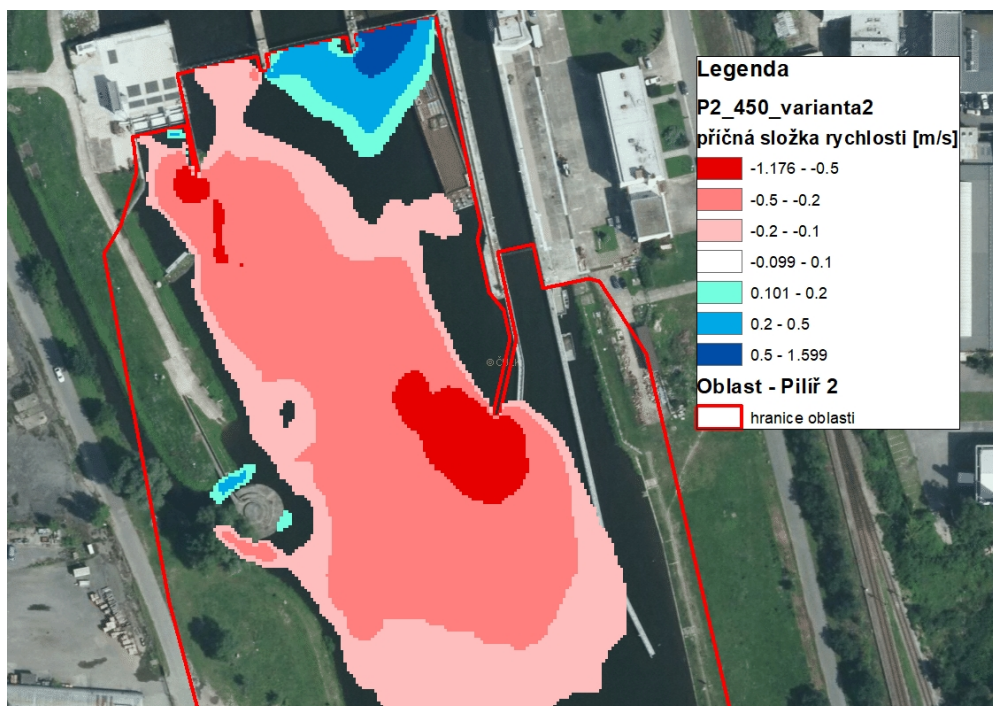 Legenda
P2_450_varianta2
příčná složka rychlosti [m/s]
-1.176 - -0.5
-0.5 - -0.2
-0.2 - -0.1
-0.099 - 0.1
0.101 - 0.2
0.2 - 0.5
0.5 - 1.599
Oblast - Pilíř 2
hranice oblasti